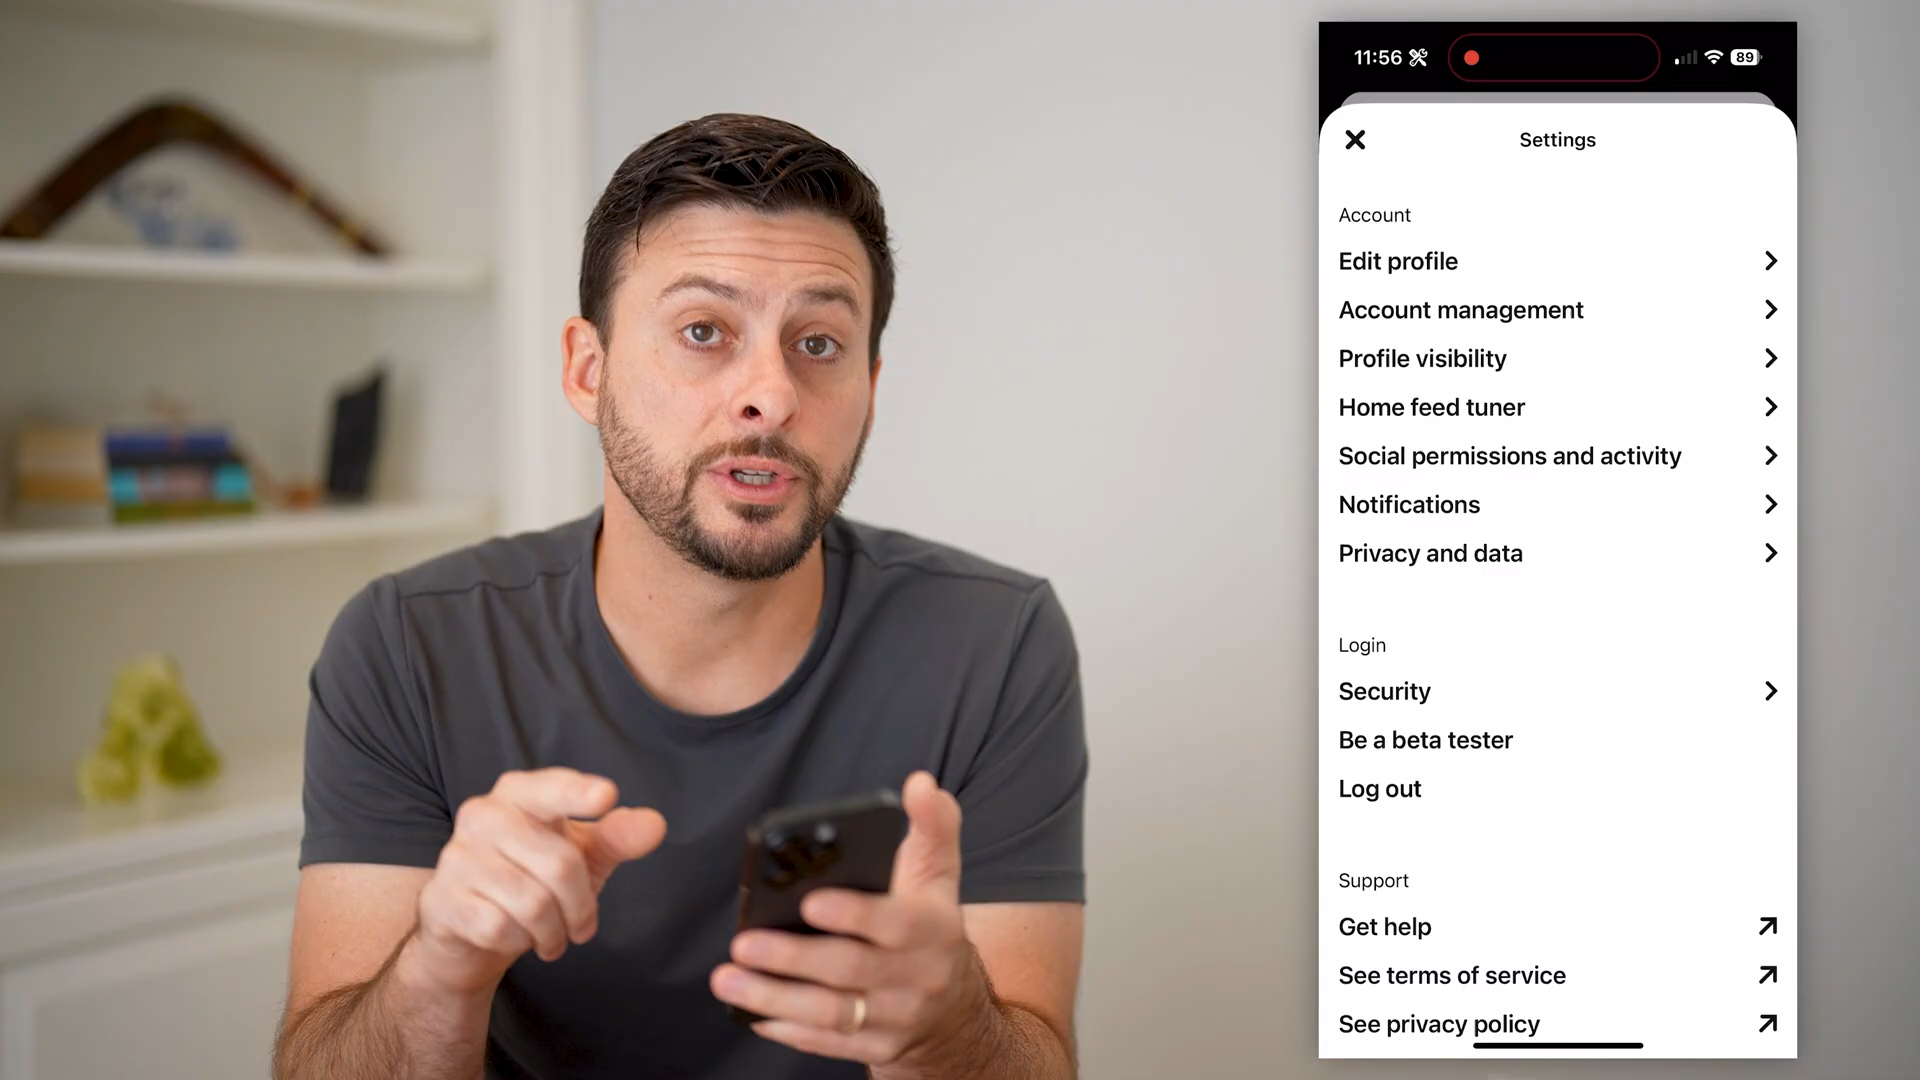 11:56
89
Settings
Account
Edit profile
Account management
Profile visibility
Home feed tuner
Social permissions and activity
Notifications
Privacy and data
Login
Security
Be a beta tester
Log out
Support
Get help
See terms of service
See privacy policy